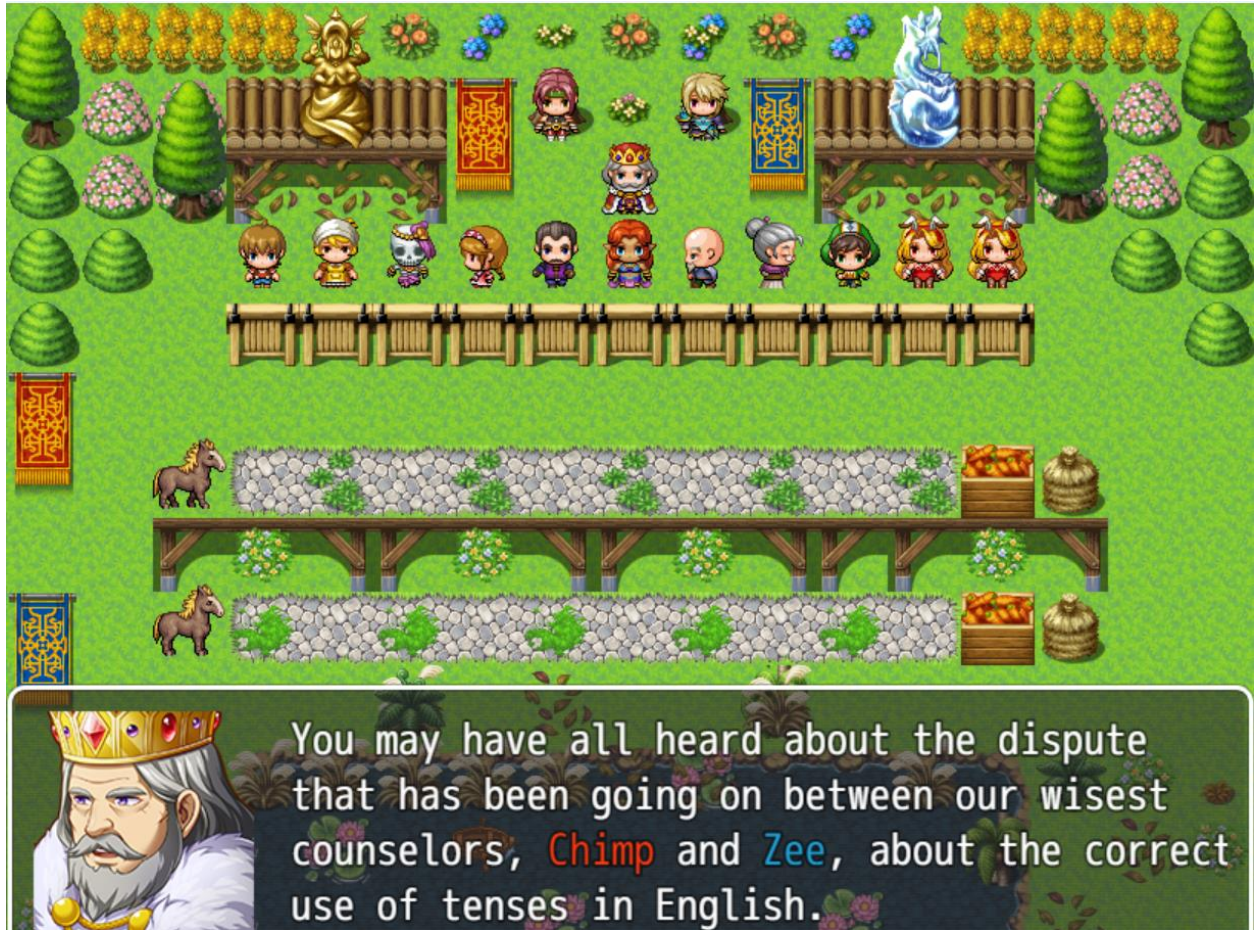 You may have all heard about the dispute
that has been going on between our wisest
counselors, Chimp and Zee, about the correct
use of tenses in English.